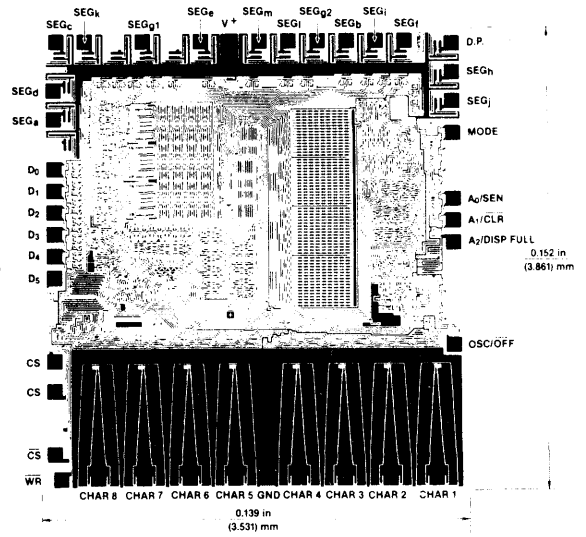 SEGc
SEGk
SEGg1
SEGe
V+
SEGm
SEGl
SEGg2
SEGb
SEGi
SEGf
D.P.
SEGh
SEGj
MODE
SEGd
SEGa
D0
D1
D2
D3
D4
D5
A0/SEN
A1/CLR
A2/DISP FULL
0.152 in
(3.861) mm
OSC/O̅F̅F̅
CS
CS
C̅S̅
W̅R̅
CHAR 8 CHAR 7 CHAR 6 CHAR 5 GND CHAR 4 CHAR 3 CHAR 2 CHAR 1
0.139 in
(3.531) mm